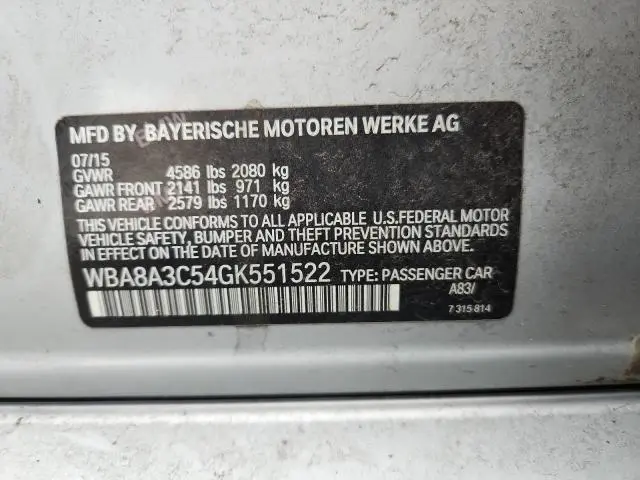 MFD BY BAYERISCHE MOTOREN WERKE AG
07/15
GVWR 4586 lbs 2080 kg
GAWR FRONT 2141 lbs 971 kg
GAWR REAR 2579 lbs 1170 kg
THIS VEHICLE CONFORMS TO ALL APPLICABLE U.S.FEDERAL MOTOR
VEHICLE SAFETY, BUMPER AND THEFT PREVENTION STANDARDS
IN EFFECT ON THE DATE OF MANUFACTURE SHOWN ABOVE.
WBA8A3C54GK551522 TYPE: PASSENGER CAR
A83/
7 315 814